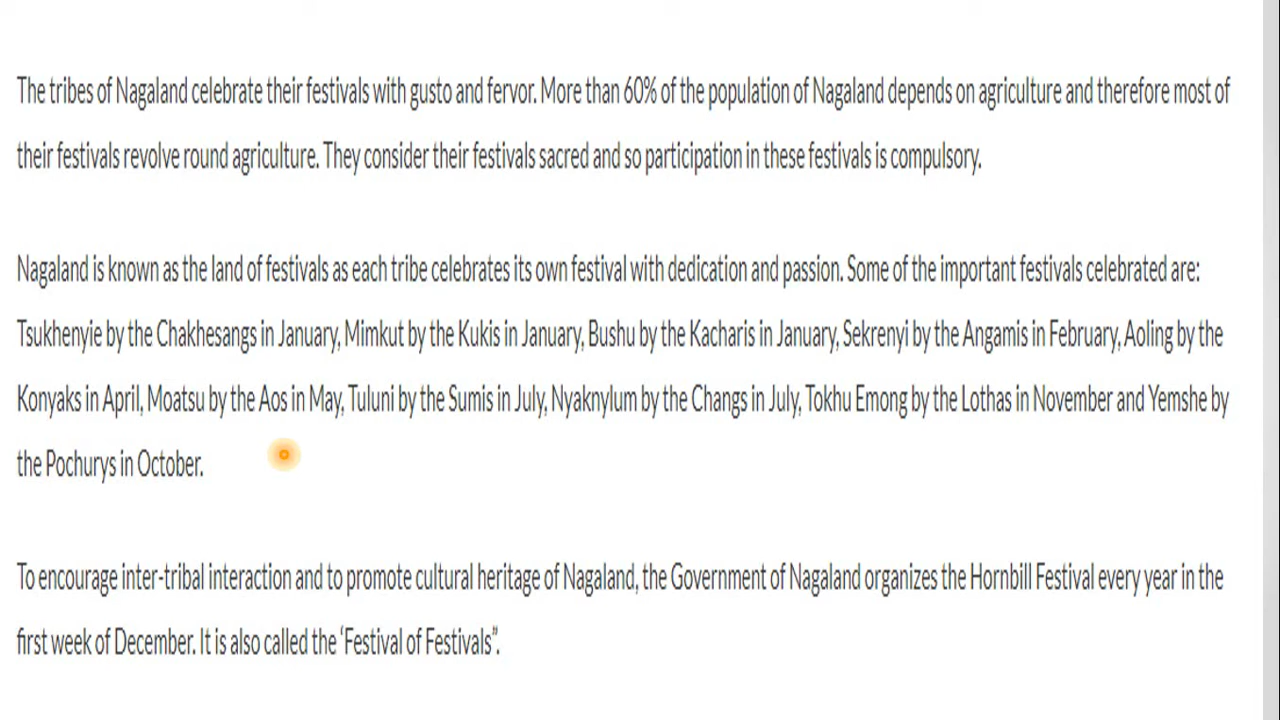 The tribes of Nagaland celebrate their festivals with gusto and fervor. More than 60% of the population of Nagaland depends on agriculture and therefore most of
their festivals revolve round agriculture. They consider their festivals sacred and so participation in these festivals is compulsory.
Nagaland is known as the land of festivals as each tribe celebrates its own festival with dedication and passion. Some of the important festivals celebrated are:
Tsukhenyie by the Chakhesangs in January, Mimkut by the Kukis in January, Bushu by the Kacharis in January, Sekrenyi by the Angamis in February, Aoling by the
Konyaks in April, Moatsu by the Aos in May, Tuluni by the Sumis in July, Nyaknylum by the Changs in July, Tokhu Emong by the Lothas in November and Yemshe by
the Pochurys in October.
To encourage inter-tribal interaction and to promote cultural heritage of Nagaland, the Government of Nagaland organizes the Hornbill Festival every year in the
first week of December. It is also called the ‘Festival of Festivals”.